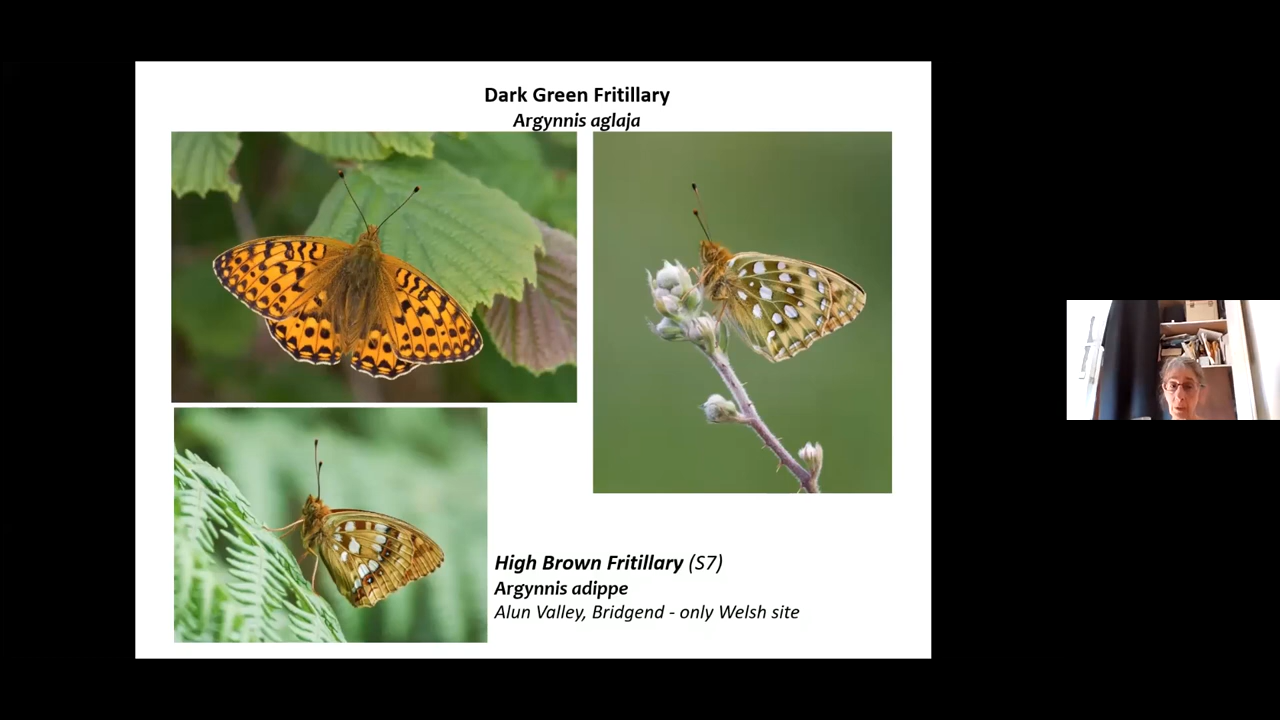 Dark Green Fritillary
Argynnis aglaja
High Brown Fritillary (S7)
Argynnis adippe
Alun Valley, Bridgend - only Welsh site